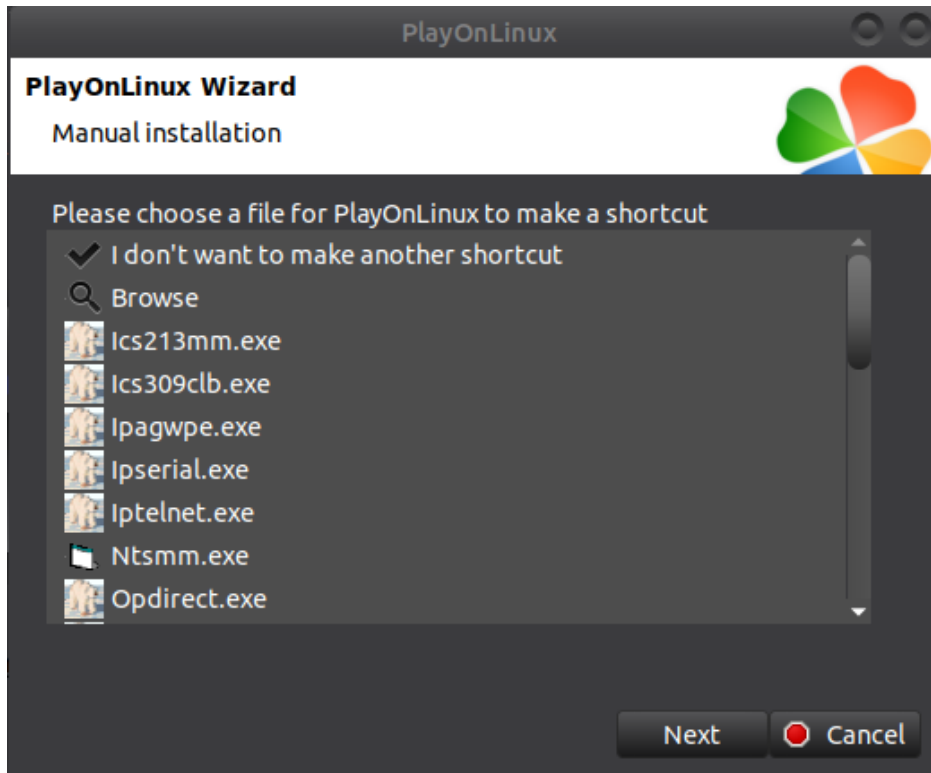 PlayOnLinux
PlayOnLinux Wizard
Manual installation
Please choose a file for PlayOnLinux to make a shortcut
I don't want to make another shortcut
Browse
Ics213mm.exe
Ics309clb.exe
Ipagwpe.exe
Ipserial.exe
Iptelnet.exe
Ntsmm.exe
Opdirect.exe
Next
Cancel